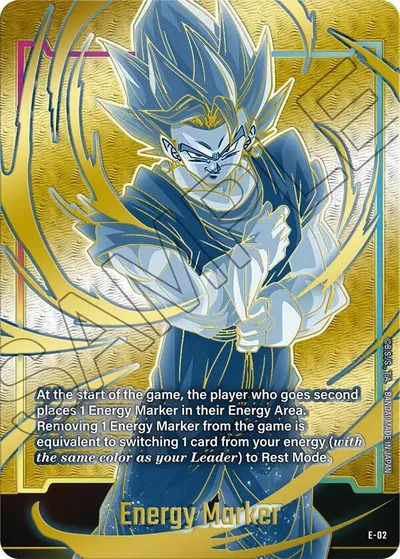 SAMPLE
At the start of the game, the player who goes second
places 1 Energy Marker in their Energy Area.
Removing 1 Energy Marker from the game is
equivalent to switching 1 card from your energy (with
the same color as your Leader) to Rest Mode.
Energy Marker
E-02
©B.S./S., T.A. BANDAI MADE IN JAPAN